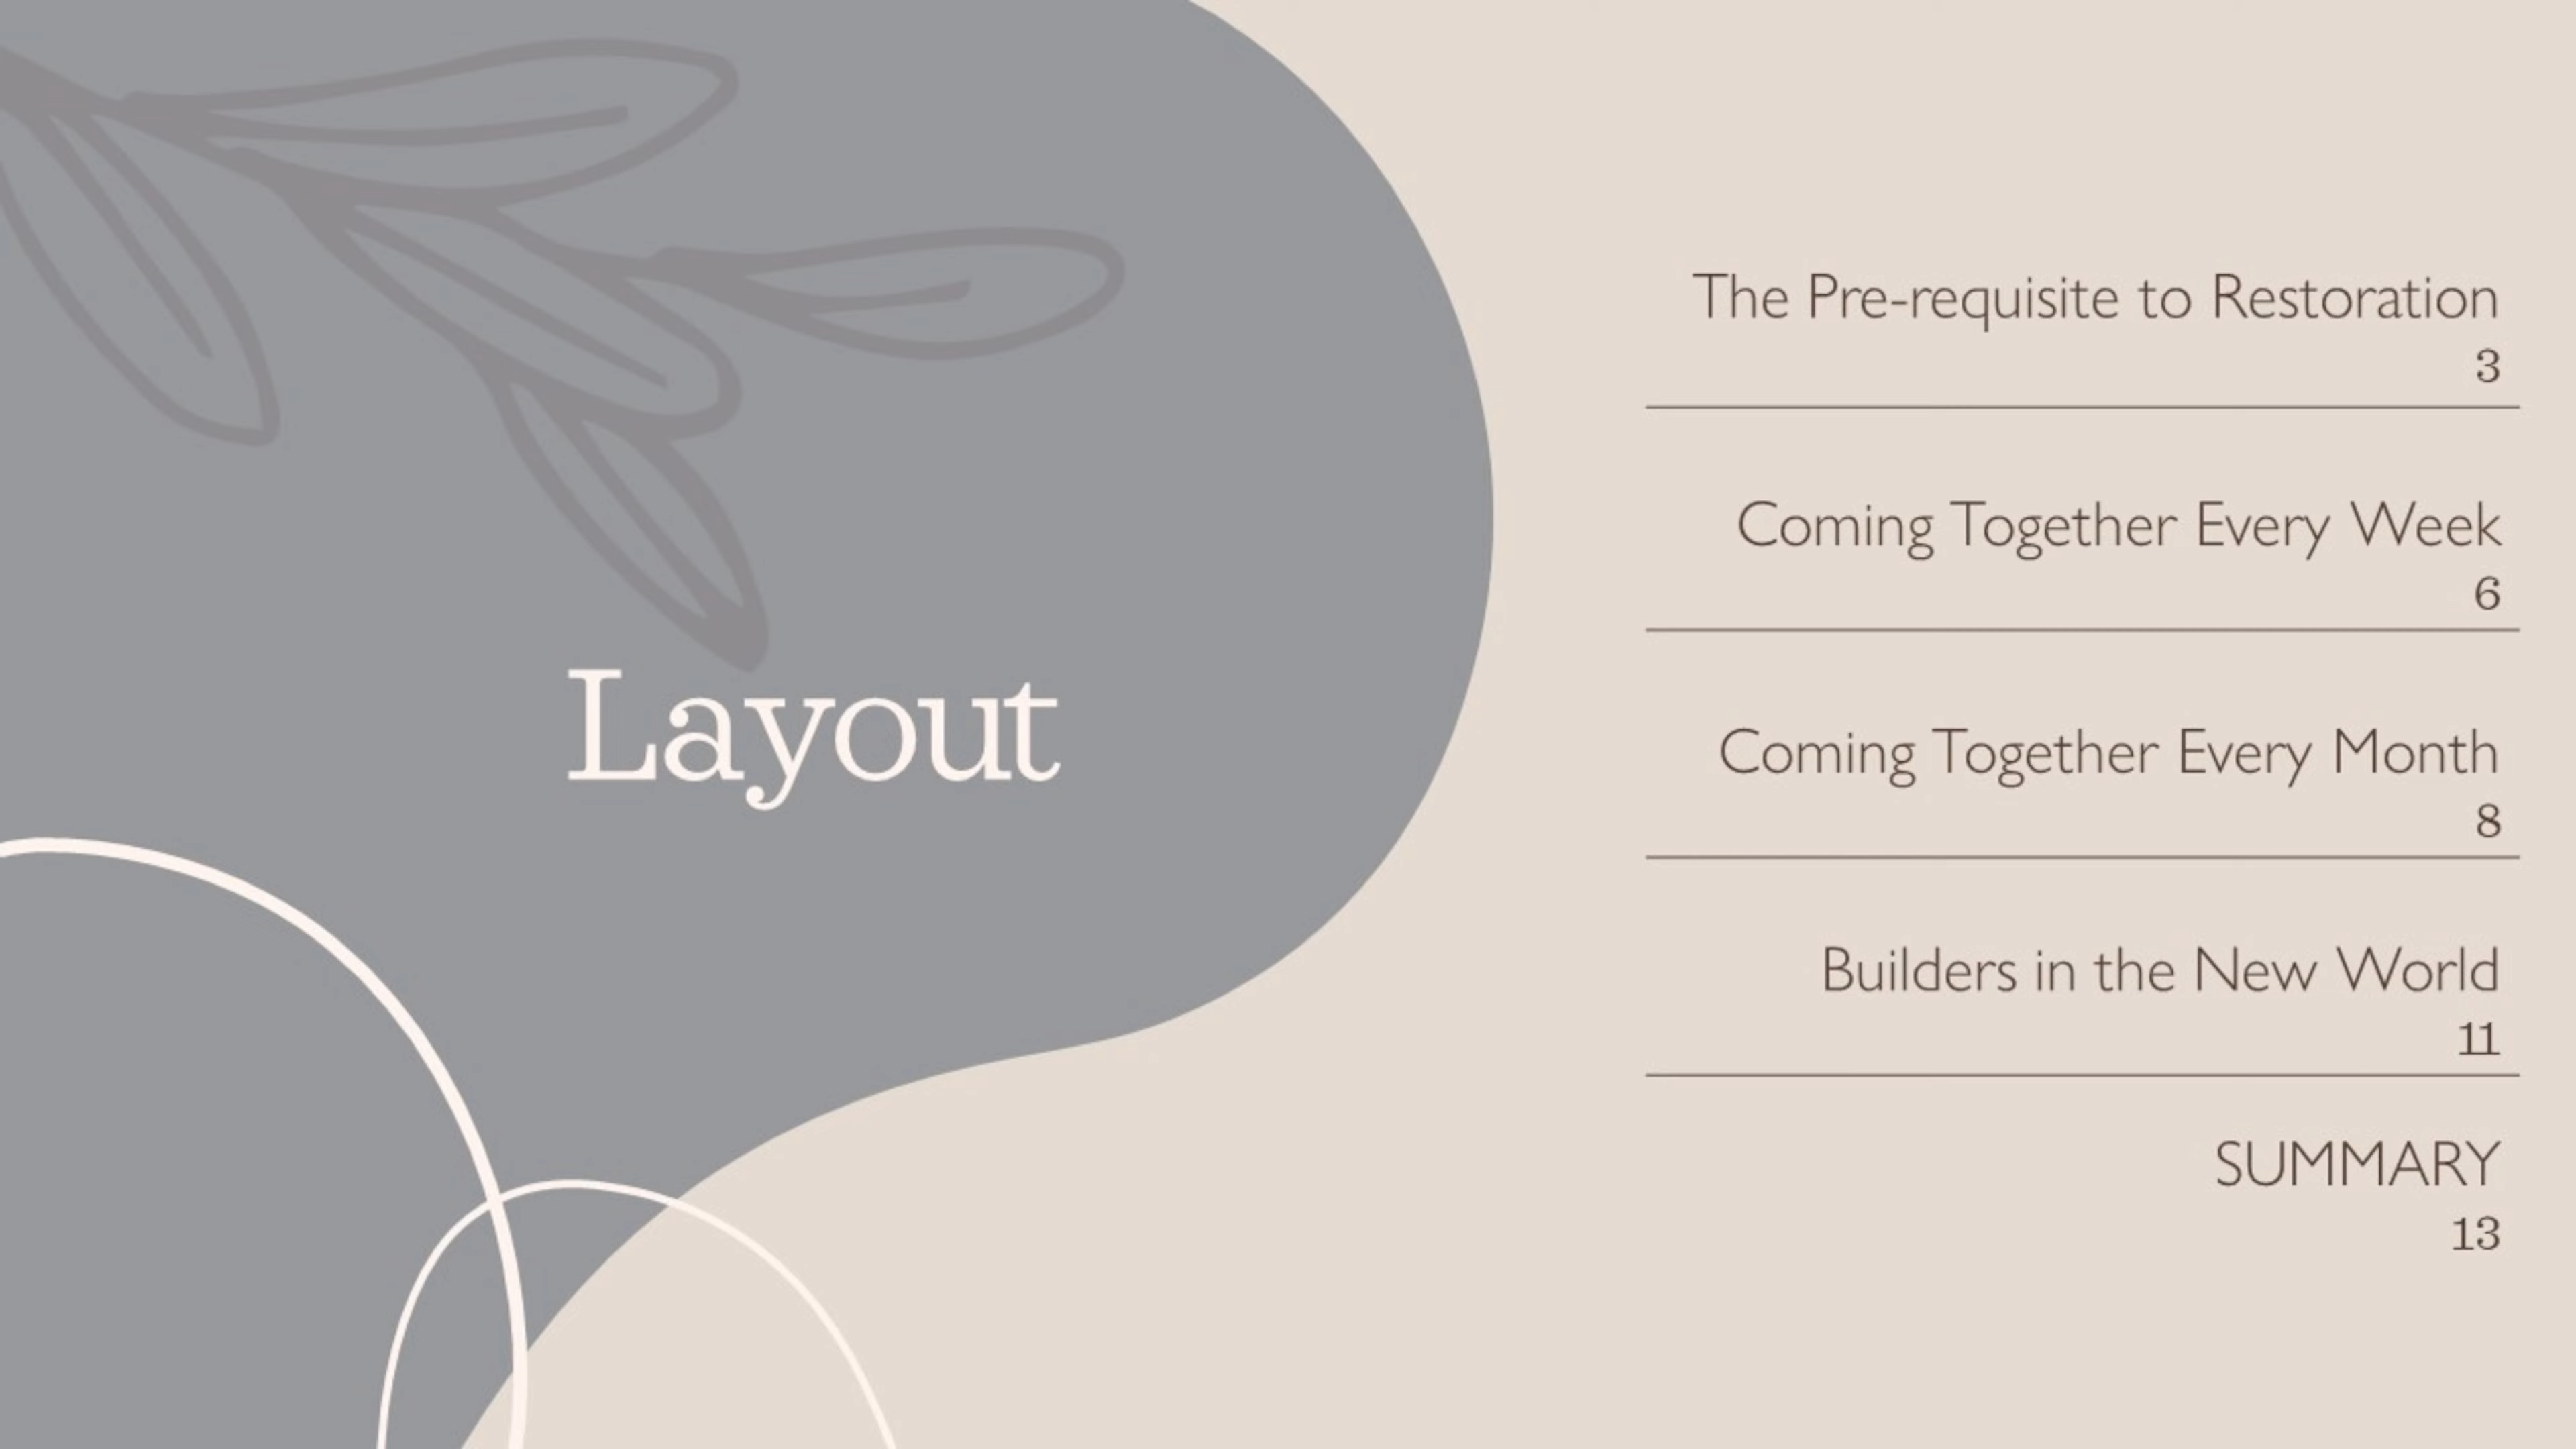 Layout
The Pre-requisite to Restoration
3
Coming Together Every Week
6
Coming Together Every Month
8
Builders in the New World
11
SUMMARY
13